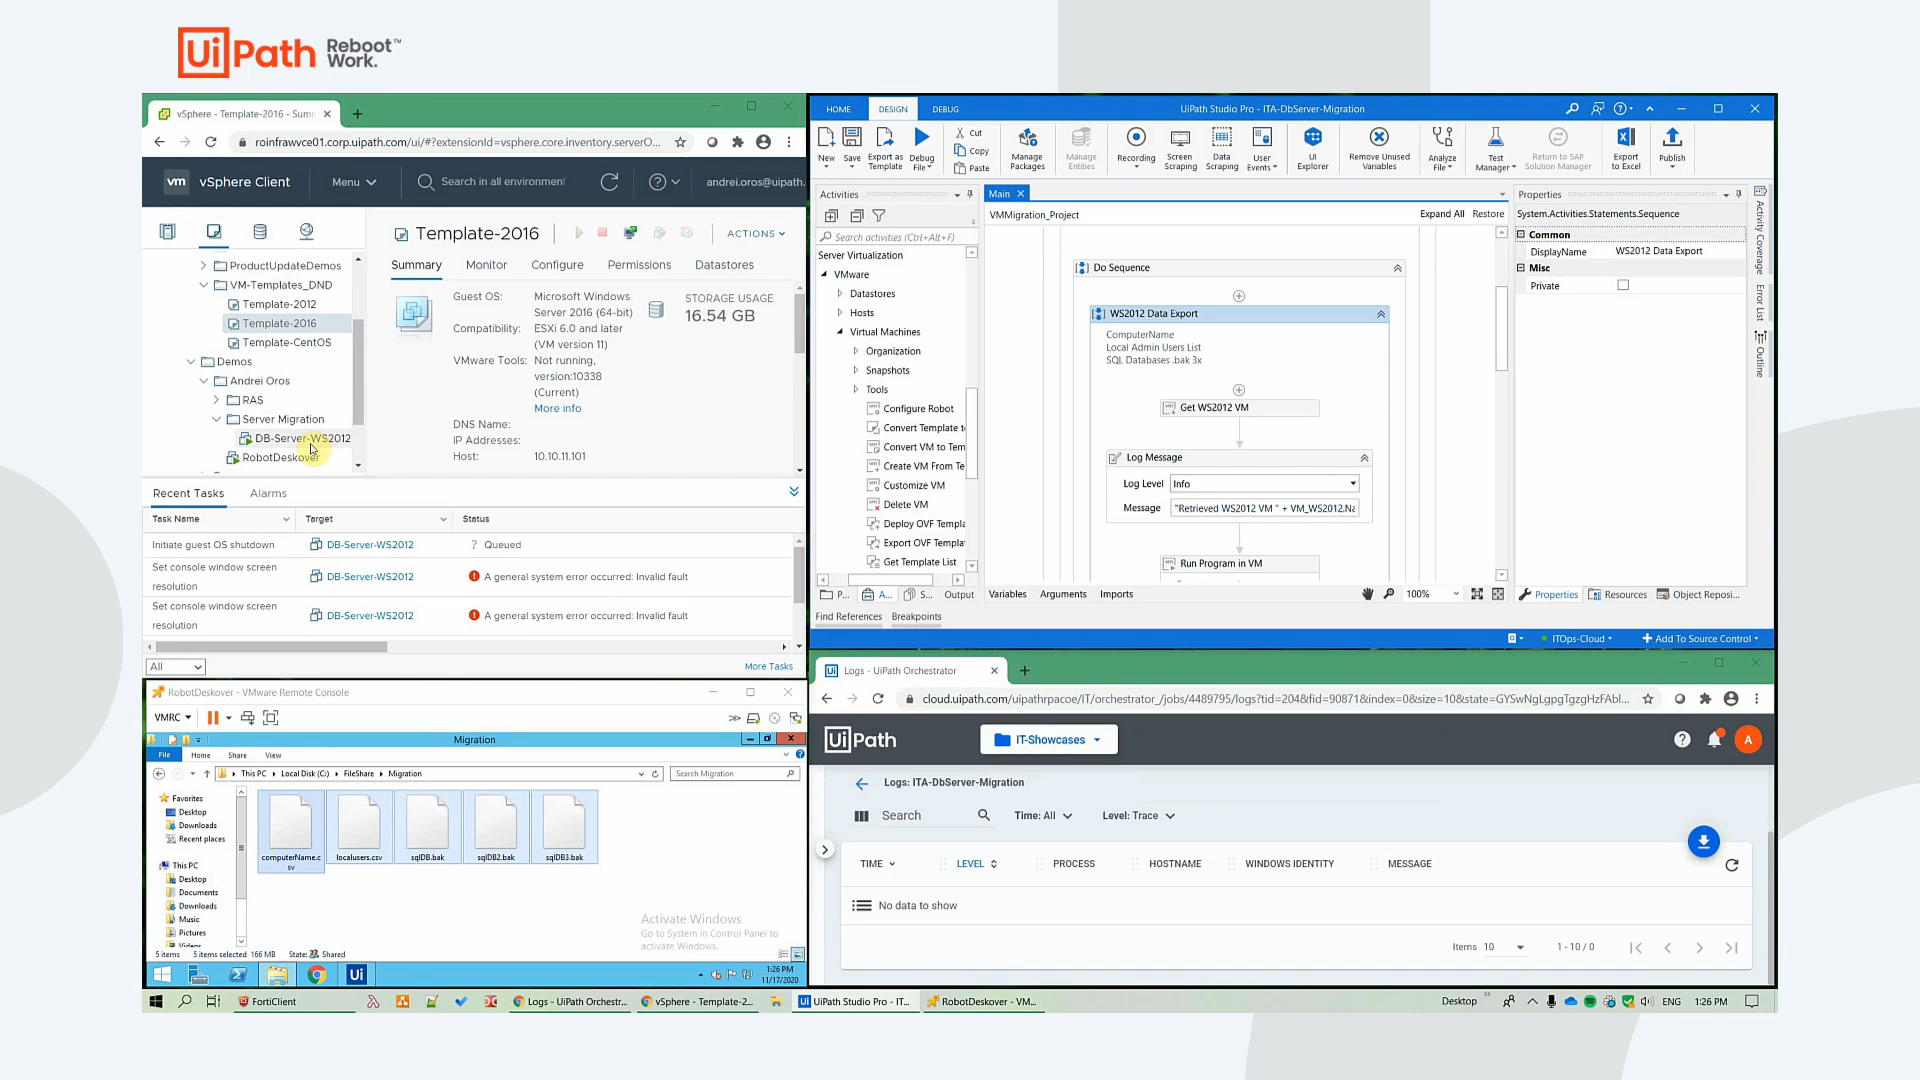 UiPath Reboot Work.™
vSphere - Template-2016 - Summ
roinfrawvce01.corp.uipath.com/ui/#?extensionId=vsphere.core.inventory.serverO...
vm vSphere Client Menu Search in all environment andrei.oros@uipath.
ProductUpdateDemos
VM-Templates_DND
Template-2012
Template-2016
Template-CentOS
Demos
Andrei Oros
RAS
Server Migration
DB-Server-WS2012
RobotDeskover
Template-2016 ACTIONS
Summary Monitor Configure Permissions Datastores
Guest OS: Microsoft Windows
Server 2016 (64-bit)
Compatibility: ESXi 6.0 and later
(VM version 11)
VMware Tools: Not running,
version:10338
(Current)
More info
DNS Name:
IP Addresses:
Host: 10.10.11.101
STORAGE USAGE
16.54 GB
Recent Tasks Alarms
Task Name Target Status
Initiate guest OS shutdown DB-Server-WS2012 ? Queued
Set console window screen
resolution DB-Server-WS2012 A general system error occurred: Invalid fault
Set console window screen
resolution DB-Server-WS2012 A general system error occurred: Invalid fault
All More Tasks
HOME DESIGN DEBUG UiPath Studio Pro - ITA-DbServer-Migration
New
Save
Export as
Template
Debug
File
Cut
Copy
Paste
Manage
Packages
Manage
Entities
Recording
Screen
Scraping
Data
Scraping
User
Events
UI
Explorer
Remove Unused
Variables
Analyze
File
Test
Manager
Return to SAP
Solution Manager
Export
to Excel
Publish
Activities
Search activities (Ctrl+Alt+F)
Server Virtualization
VMware
Datastores
Hosts
Virtual Machines
Organization
Snapshots
Tools
Configure Robot
Convert Template t
Convert VM to Tem
Create VM From Te
Customize VM
Delete VM
Deploy OVF Templa
Export OVF Templa
Get Template List
P... A... S... Output
Main
VMMigration_Project Expand All Restore
Do Sequence
WS2012 Data Export
ComputerName
Local Admin Users List
SQL Databases .bak 3x
Get WS2012 VM
Log Message
Log Level Info
Message "Retrieved WS2012 VM " + VM_WS2012.Na
Run Program in VM
Variables Arguments Imports 100%
Properties
System.Activities.Statements.Sequence
Common
DisplayName WS2012 Data Export
Misc
Private
Activity Coverage
Error List
Outline
Properties Resources Object Reposi...
Find References Breakpoints
ITOps-Cloud Add To Source Control
RobotDeskover - VMware Remote Console
VMRC
Migration
File Home Share View
This PC Local Disk (C:) FileShare Migration Search Migration
Favorites
Desktop
Downloads
Recent places
This PC
Desktop
Documents
Downloads
Music
Pictures
Videos
computerName.c
sv
localusers.csv
sqlDB.bak
sqlDB2.bak
sqlDB3.bak
Activate Windows
Go to System in Control Panel to
activate Windows.
5 items 5 items selected 166 MB State: Shared
Ui
1:26 PM
11/17/2020
Logs - UiPath Orchestrator
cloud.uipath.com/uipathrpacoe/IT/orchestrator_/jobs/4489795/logs?tid=204&fid=90871&index=0&size=10&state=GYSwNgLgpgTgzgHzFAbl...
UiPath IT-Showcases A
Logs: ITA-DbServer-Migration
Search Time: All Level: Trace
TIME LEVEL PROCESS HOSTNAME WINDOWS IDENTITY MESSAGE
No data to show
Items 10 1 - 10 / 0
FortiClient Logs - UiPath Orchestr... vSphere - Template-2... UiPath Studio Pro - IT... RobotDeskover - VM... Desktop ENG 1:26 PM